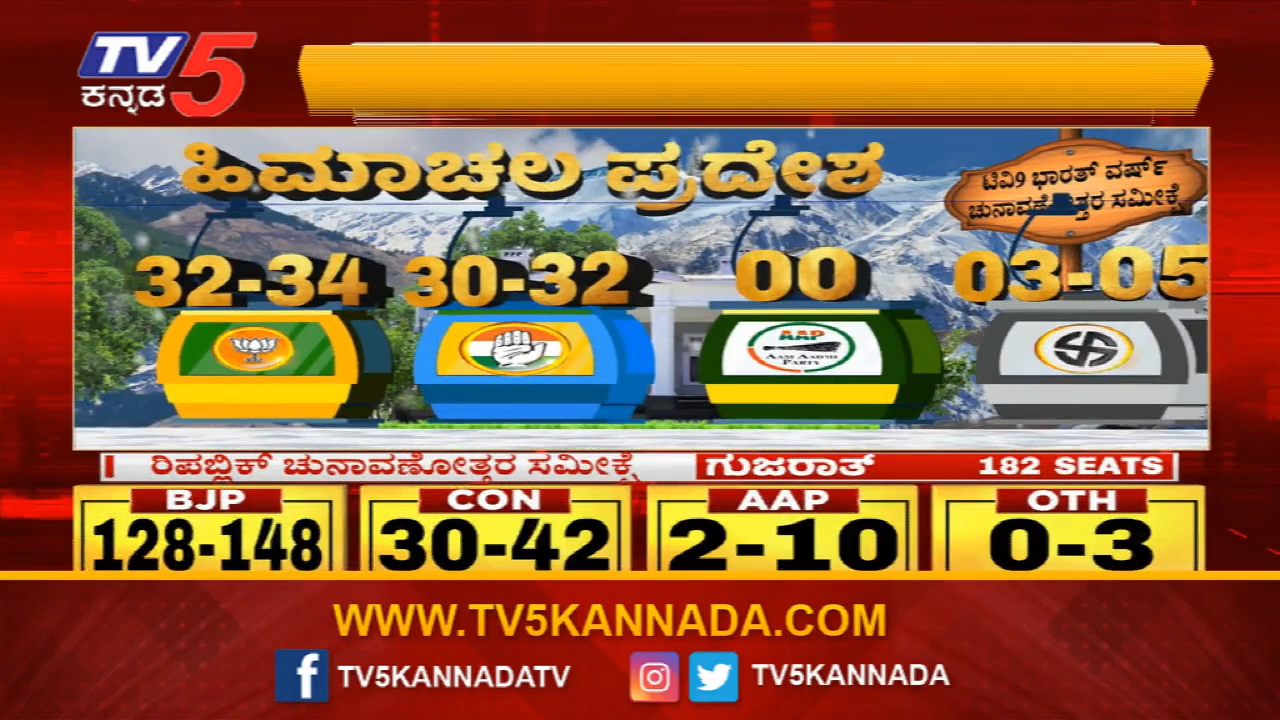 TV5
ಕನ್ನಡ
ಹಿಮಾಚಲ ಪ್ರದೇಶ
ಟಿವಿ9 ಭಾರತ್ ವರ್ಷ್
ಚುನಾವಣೋತ್ತರ ಸಮೀಕ್ಷೆ
32-34 30-32 00 03-05
AAP
AAM AADMI
PARTY
ರಿಪಬ್ಲಿಕ್ ಚುನಾವಣೋತ್ತರ ಸಮೀಕ್ಷೆ ಗುಜರಾತ್ 182 SEATS
BJP CON AAP OTH
128-148 30-42 2-10 0-3
WWW.TV5KANNADA.COM
TV5KANNADATV TV5KANNADA